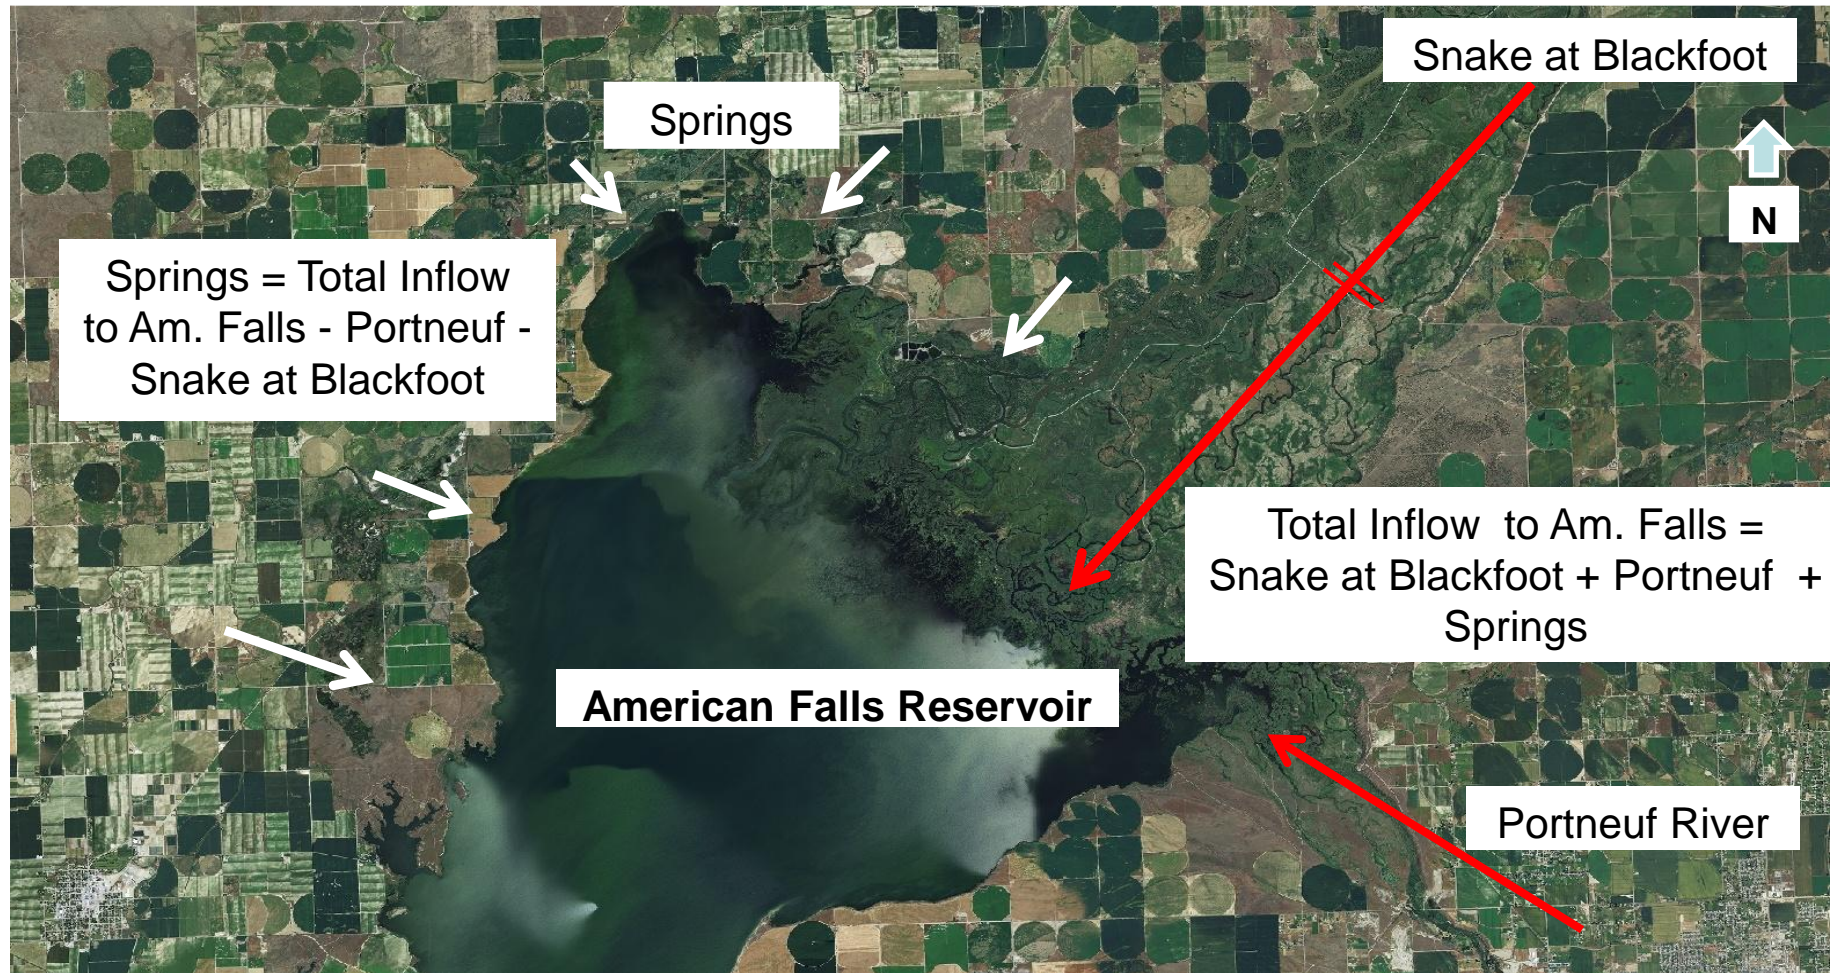 Snake at Blackfoot
Springs
N
Springs = Total Inflow
to Am. Falls - Portneuf -
Snake at Blackfoot
Total Inflow to Am. Falls =
Snake at Blackfoot + Portneuf +
Springs
American Falls Reservoir
Portneuf River